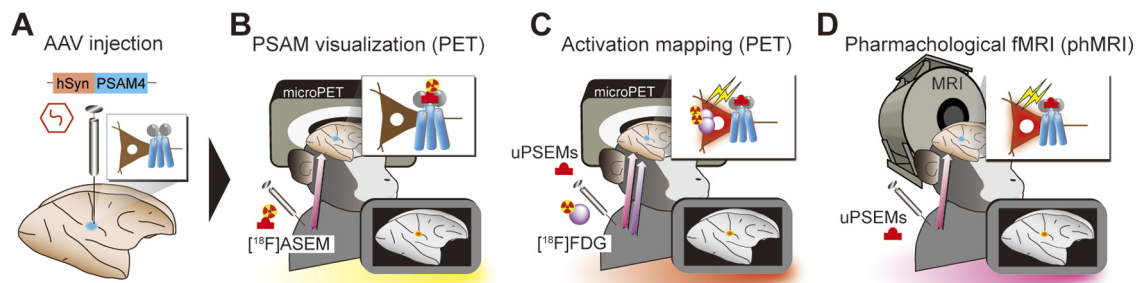 A
AAV injection
hSyn PSAM4
B
PSAM visualization (PET)
microPET
[18F]ASEM
C
Activation mapping (PET)
microPET
uPSEMs
[18F]FDG
D
Pharmachological fMRI (phMRI)
MRI
uPSEMs